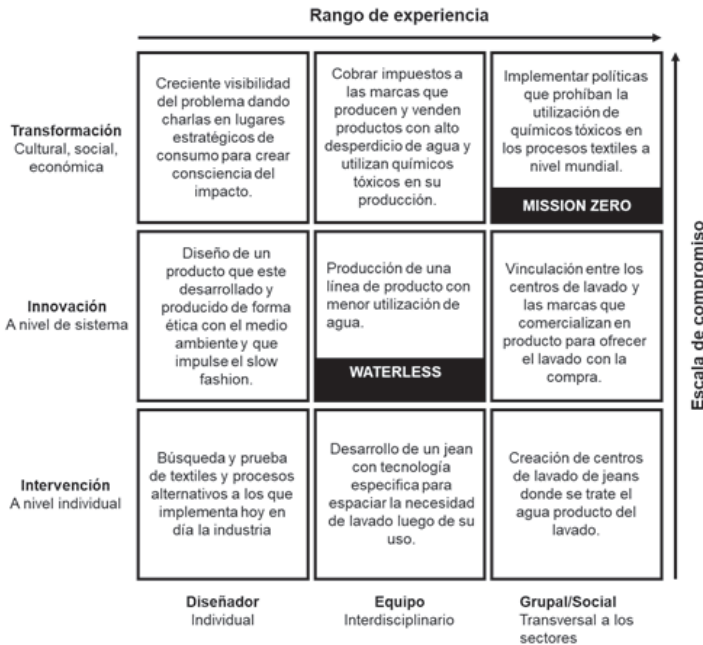 Rango de experiencia
Transformación
Cultural, social,
económica
Creciente visibilidad
del problema dando
charlas en lugares
estratégicos de
consumo para crear
consciencia del
impacto.
Cobrar impuestos a
las marcas que
producen y venden
productos con alto
desperdicio de agua y
utilizan químicos
tóxicos en su
producción.
Implementar políticas
que prohíban la
utilización de
químicos tóxicos en
los procesos textiles a
nivel mundial.
MISSION ZERO
Innovación
A nivel de sistema
Diseño de un
producto que este
desarrollado y
producido de forma
ética con el medio
ambiente y que
impulse el slow
fashion.
Producción de una
línea de producto con
menor utilización de
agua.
WATERLESS
Vinculación entre los
centros de lavado y
las marcas que
comercializan en
producto para ofrecer
el lavado con la
compra.
Intervención
A nivel individual
Búsqueda y prueba
de textiles y procesos
alternativos a los que
implementa hoy en
día la industria
Desarrollo de un jean
con tecnología
especifica para
espaciar la necesidad
de lavado luego de su
uso.
Creación de centros
de lavado de jeans
donde se trate el
agua producto del
lavado.
Diseñador
Individual
Equipo
Interdisciplinario
Grupal/Social
Transversal a los
sectores
Escala de compromiso